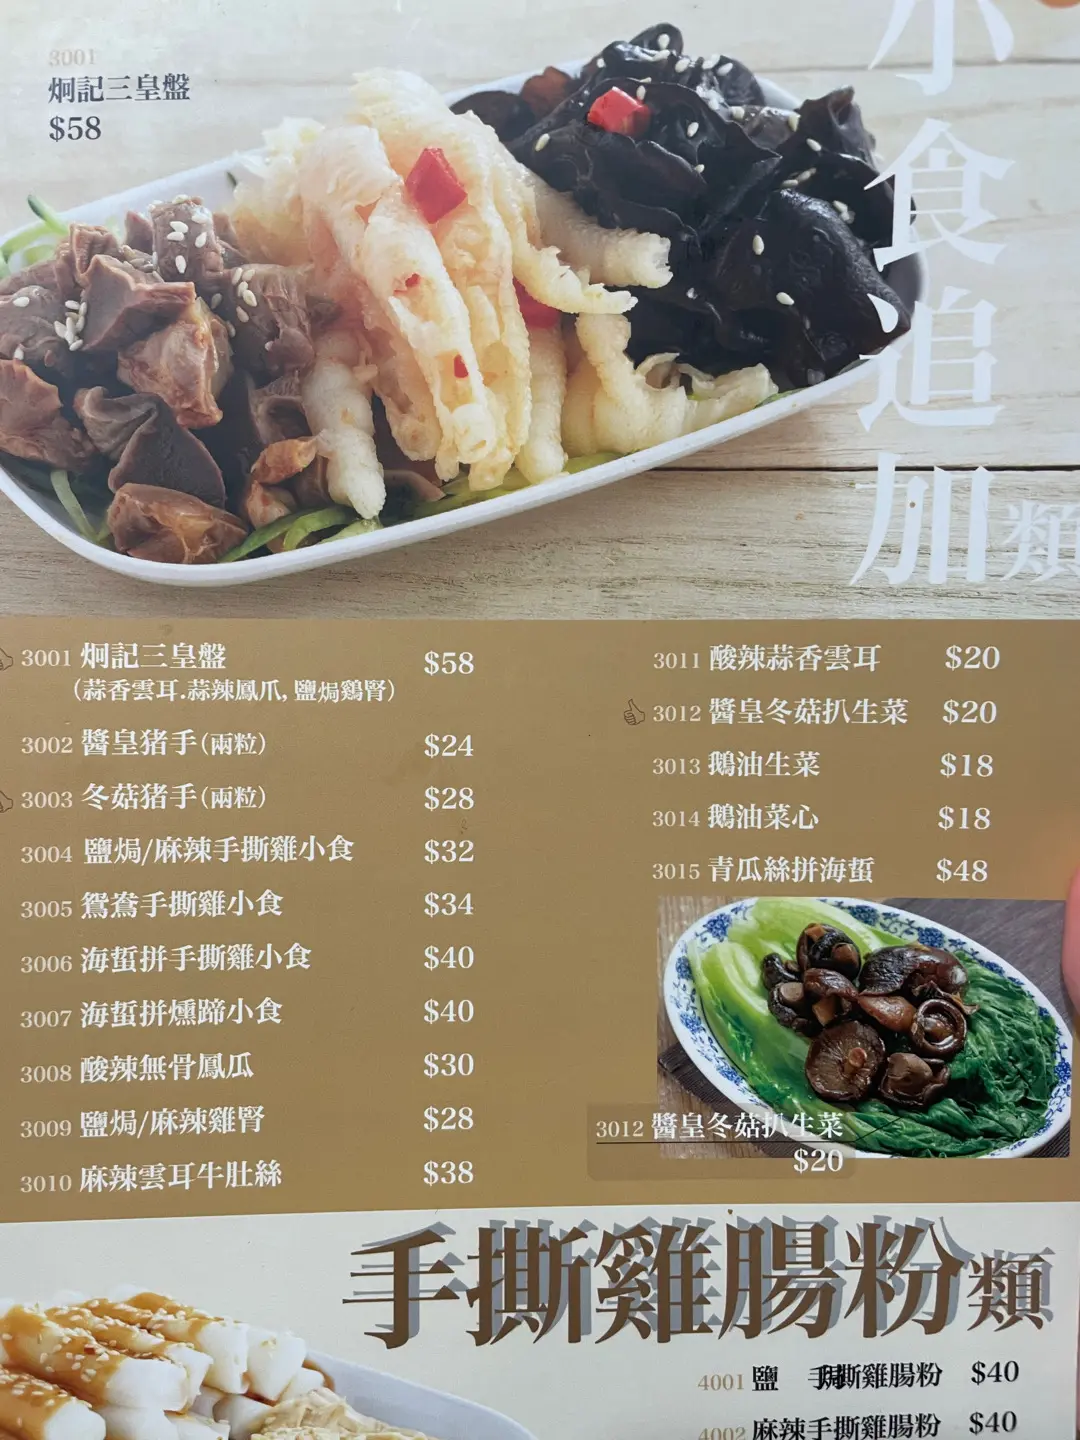 3001
炯記三皇盤
$58
小食追加類
3001 炯記三皇盤 $58
(蒜香雲耳.蒜辣鳳爪, 鹽焗鷄腎)
3002 醬皇猪手(兩粒) $24
3003 冬菇猪手(兩粒) $28
3004 鹽焗/麻辣手撕雞小食 $32
3005 鴛鴦手撕雞小食 $34
3006 海蜇拼手撕雞小食 $40
3007 海蜇拼燻蹄小食 $40
3008 酸辣無骨鳳瓜 $30
3009 鹽焗/麻辣雞腎 $28
3010 麻辣雲耳牛肚絲 $38
3011 酸辣蒜香雲耳 $20
3012 醬皇冬菇扒生菜 $20
3013 鵝油生菜 $18
3014 鵝油菜心 $18
3015 青瓜絲拼海蜇 $48
3012 醬皇冬菇扒生菜
$20
手撕雞腸粉類
4001 鹽焗手撕雞腸粉 $40
4002 麻辣手撕雞腸粉 $40